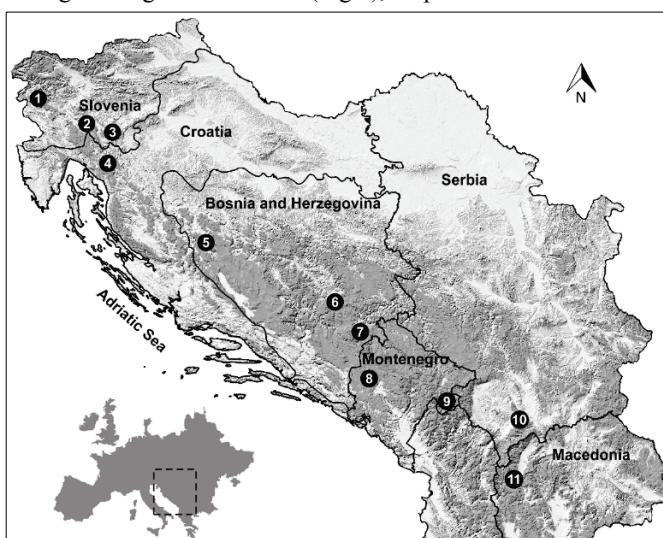 1
Slovenia
2
3
N
Croatia
4
Serbia
Bosnia and Herzegovina
5
Adriatic Sea
6
7
Montenegro
8
9
10
Macedonia
11